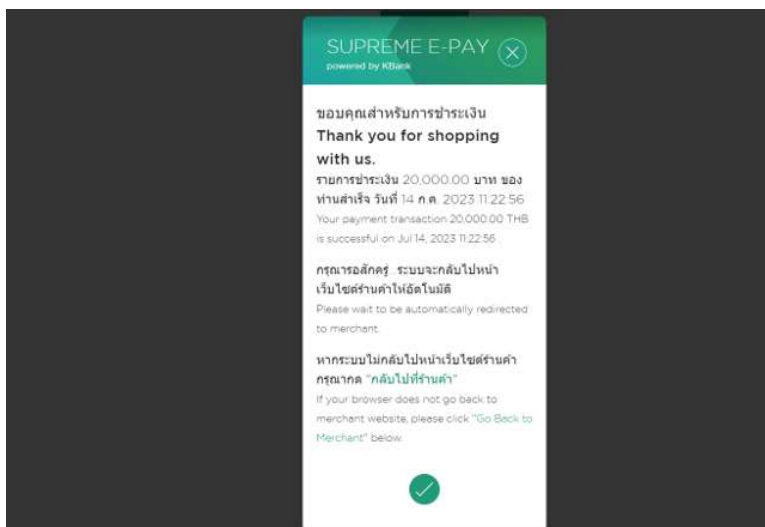 SUPREME E-PAY
powered by KBank
ขอบคุณสำหรับการชำระเงิน
Thank you for shopping
with us.
รายการชำระเงิน 20,000.00 บาท ของ
ท่านสำเร็จ วันที่ 14 ก.ค. 2023 11:22:56
Your payment transaction 20,000.00 THB
is successful on Jul 14, 2023 11:22:56
กรุณารอสักครู่...ระบบจะกลับไปหน้า
เว็บไซต์ร้านค้าให้อัตโนมัติ
Please wait to be automatically redirected
to merchant.
หากระบบไม่กลับไปหน้าเว็บไซต์ร้านค้า
กรุณากด "กลับไปที่ร้านค้า"
If your browser does not go back to
merchant website, please click "Go Back to
Merchant" below.